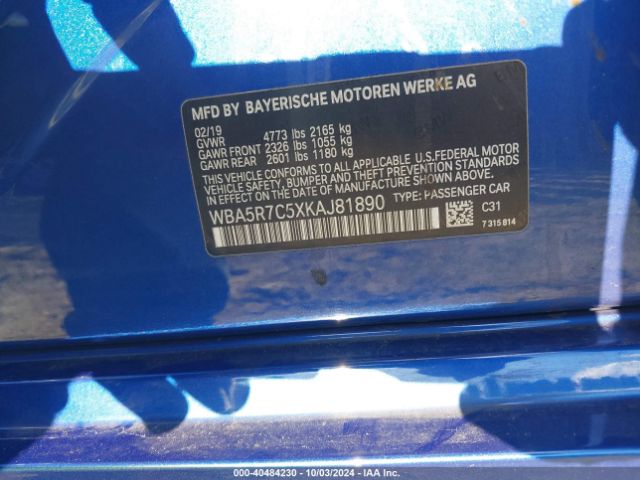 MFD BY BAYERISCHE MOTOREN WERKE AG
02/19
GVWR 4773 lbs 2165 kg
GAWR FRONT 2326 lbs 1055 kg
GAWR REAR 2601 lbs 1180 kg
THIS VEHICLE CONFORMS TO ALL APPLICABLE U.S.FEDERAL MOTOR
VEHICLE SAFETY, BUMPER, AND THEFT PREVENTION STANDARDS
IN EFFECT ON THE DATE OF MANUFACTURE SHOWN ABOVE.
WBA5R7C5XKAJ81890 TYPE: PASSENGER CAR
C31
7 315 814
000-40484230 - 10/03/2024 - IAA Inc.